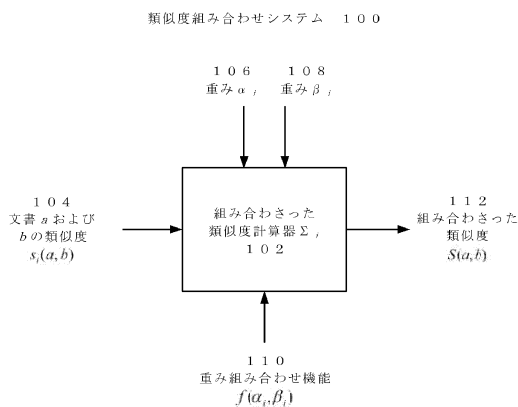 類似度組み合わせシステム　１００
１０６
重みα_i
１０８
重みβ_i
１０４
文書aおよび
bの類似度
s_i(a,b)
組み合わさった
類似度計算器Σ_i
１０２
１１２
組み合わさった
類似度
S(a,b)
１１０
重み組み合わせ機能
f(α_i,β_i)